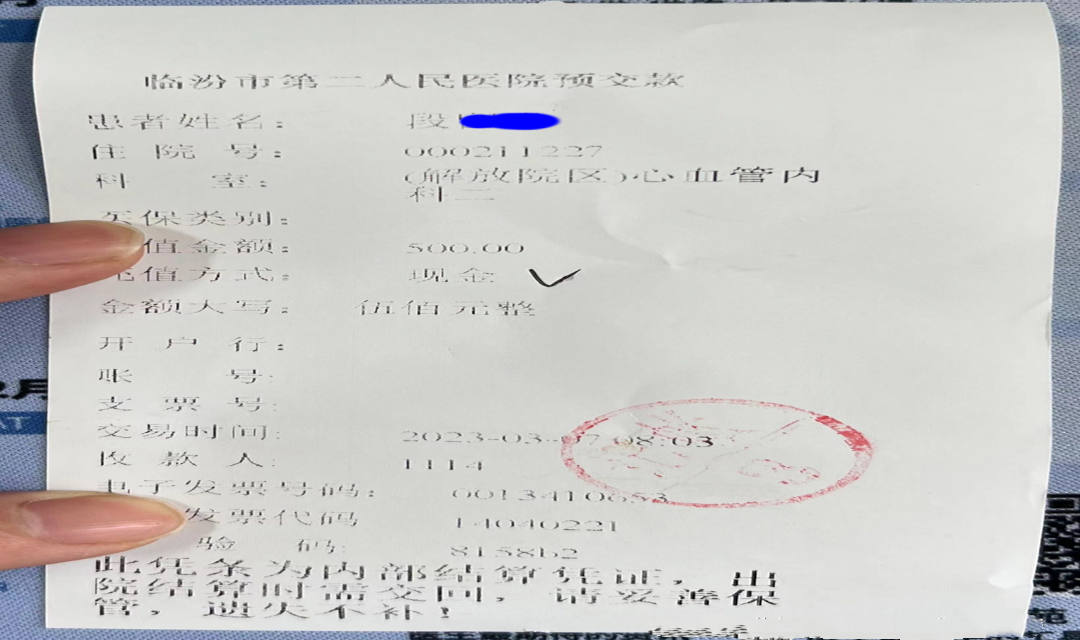 临汾市第二人民医院预交款
患者姓名: 段
住院号: 000211227
科室: (解放院区)心血管内
科二
医保类别:
值金额: 500.00
充值方式: 现金
金额大写: 伍佰元整
开户行:
账号:
支票号:
交易时间: 2023-03-07 08:03
收款人: 1114
电子发票号码: 0013410653
发票代码 14040221
验码: 8158b2
此凭条为内部结算凭证，出
院结算时需交回，请妥善保
管，遗失不补!